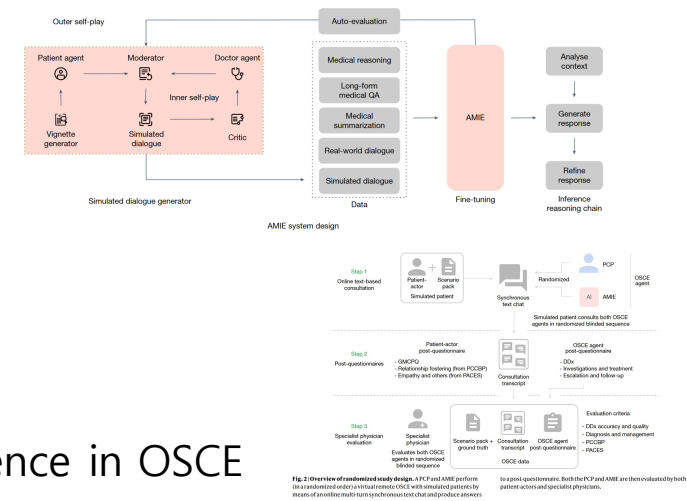 Outer self-play
Auto-evaluation
Patient agent
Moderator
Doctor agent
Inner self-play
Vignette
generator
Simulated
dialogue
Critic
Simulated dialogue generator
Medical reasoning
Long-form
medical QA
Medical
summarization
Real-world dialogue
Simulated dialogue
Data
AMIE
Fine-tuning
Analyse
context
Generate
response
Refine
response
Inference
reasoning chain
AMIE system design
Step 1
Online text-based
consultation
Patient-
actor
Scenario
pack
Simulated patient
Synchronous
text chat
Randomized
PCP
AI
AMIE
OSCE
agent
Simulated patient consults both OSCE
agents in randomized blinded sequence
Step 2
Post-questionnaires
Patient-actor
post-questionnaire
- GMCPQ
- Relationship fostering (from PCCBP)
- Empathy and others (from PACES)
Consultation
transcript
OSCE agent
post-questionnaire
- DDx
- Investigations and treatment
- Escalation and follow-up
Step 3
Specialist physician
evaluation
Specialist
physician
Evaluates both OSCE
agents in randomized
blinded sequence
Scenario pack +
ground truth
Consultation
transcript
OSCE agent
post-questionnaire
OSCE data
Evaluation criteria
- DDx accuracy and quality
- Diagnosis and management
- PCCBP
- PACES
ence in OSCE
Fig. 2 | Overview of randomized study design. A PCP and AMIE perform
(in a randomized order) a virtual remote OSCE with simulated patients by
means of an online multi-turn synchronous text chat and produce answers
to a post-questionnaire. Both the PCP and AMIE are then evaluated by both
patient actors and specialist physicians.